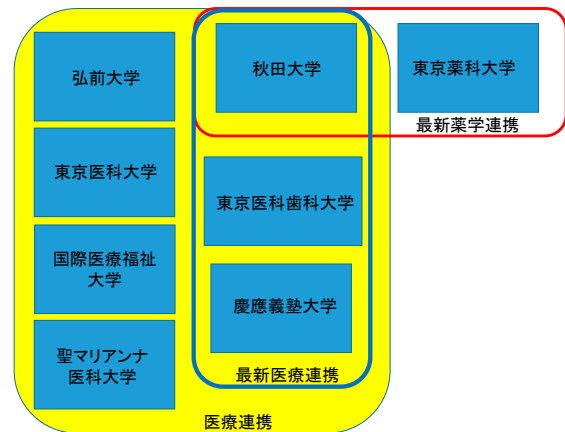 弘前大学
秋田大学
東京薬科大学
最新薬学連携
東京医科大学
東京医科歯科大学
国際医療福祉
大学
慶應義塾大学
聖マリアンナ
医科大学
最新医療連携
医療連携